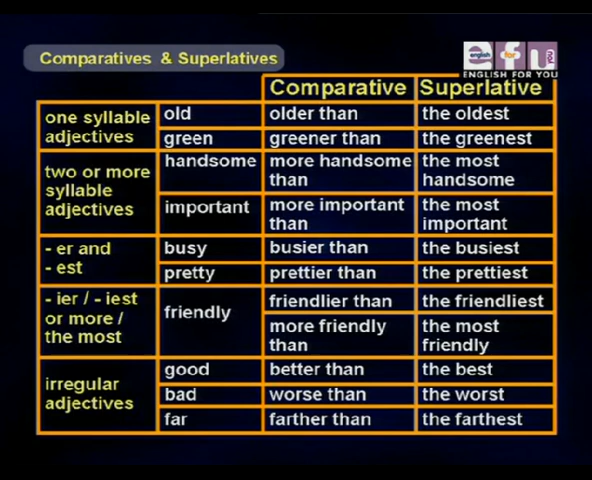 Comparatives & Superlatives
english for you
ENGLISH FOR YOU
Comparative Superlative
one syllable adjectives
old older than the oldest
green greener than the greenest
two or more syllable adjectives
handsome more handsome than the most handsome
important more important than the most important
- er and - est
busy busier than the busiest
pretty prettier than the prettiest
- ier / - iest or more / the most
friendly friendlier than the friendliest
more friendly than the most friendly
irregular adjectives
good better than the best
bad worse than the worst
far farther than the farthest